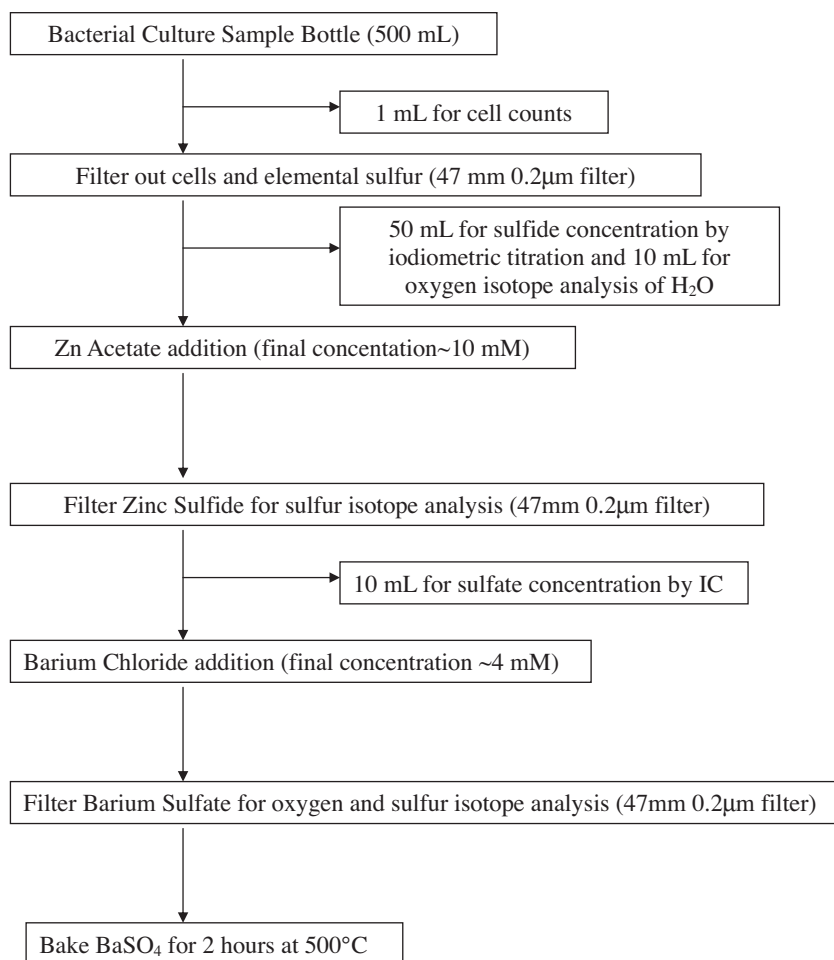 Bacterial Culture Sample Bottle (500 mL)
1 mL for cell counts
Filter out cells and elemental sulfur (47 mm 0.2μm filter)
50 mL for sulfide concentration by
iodiometric titration and 10 mL for
oxygen isotope analysis of H₂O
Zn Acetate addition (final concentation~10 mM)
Filter Zinc Sulfide for sulfur isotope analysis (47mm 0.2μm filter)
10 mL for sulfate concentration by IC
Barium Chloride addition (final concentration ~4 mM)
Filter Barium Sulfate for oxygen and sulfur isotope analysis (47mm 0.2μm filter)
Bake BaSO₄ for 2 hours at 500°C